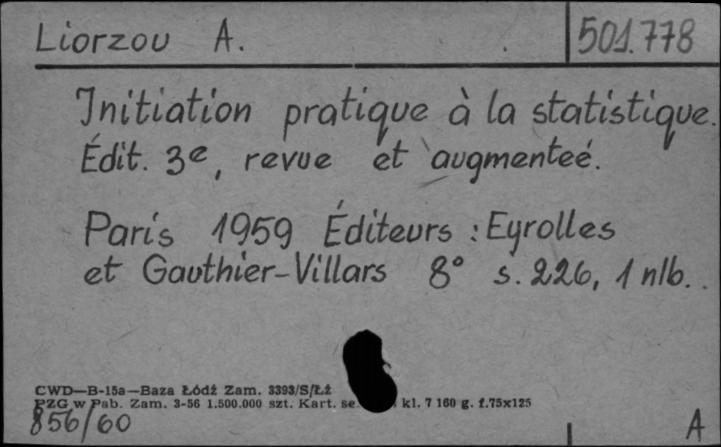 Liorzou A. 501.778
Initiation pratique à la statistique.
Édit. 3e, revue et augmenteé.
Paris 1959 Éditeurs : Eyrolles
et Gauthier-Villars 8° s. 226, 1 nlb.
CWD—B-15a—Baza Łódź Zam. 3393/S/Łż
PZG w Pab. Zam. 3-56 1.500.000 szt. Kart. kl. 7 160 g. f.75x125
856/60
A